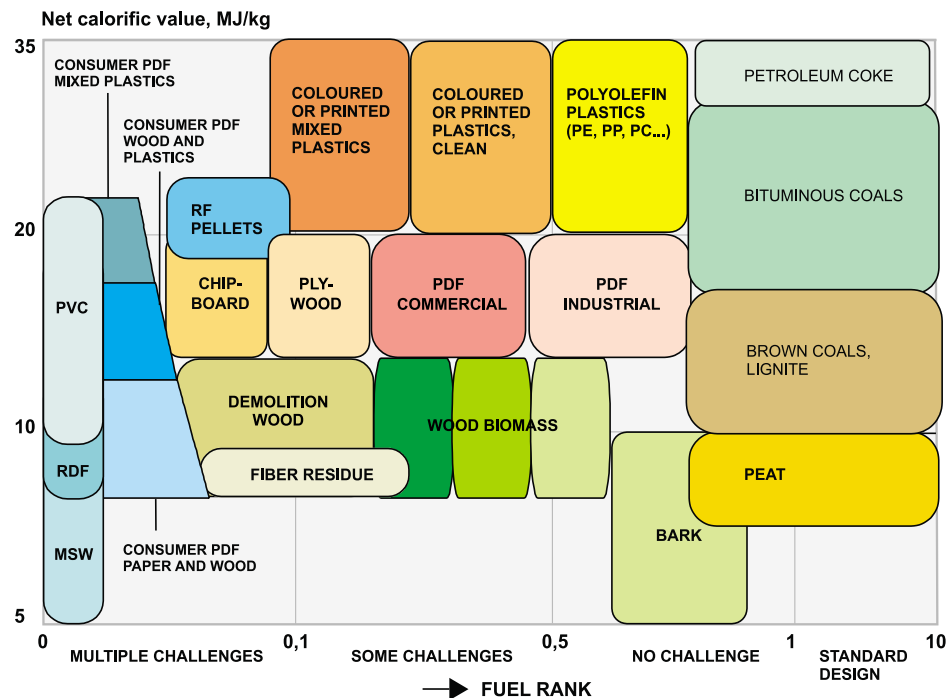 Net calorific value, MJ/kg
35
20
10
5
CONSUMER PDF
MIXED PLASTICS
CONSUMER PDF
WOOD AND
PLASTICS
COLOURED
OR PRINTED
MIXED
PLASTICS
COLOURED
OR PRINTED
PLASTICS,
CLEAN
POLYOLEFIN
PLASTICS
(PE, PP, PC...)
PETROLEUM COKE
BITUMINOUS COALS
RF
PELLETS
CHIP-
BOARD
PLY-
WOOD
PDF
COMMERCIAL
PDF
INDUSTRIAL
PVC
BROWN COALS,
LIGNITE
DEMOLITION
WOOD
WOOD BIOMASS
RDF
FIBER RESIDUE
PEAT
MSW
CONSUMER PDF
PAPER AND WOOD
BARK
0
0,1
0,5
1
10
MULTIPLE CHALLENGES
SOME CHALLENGES
NO CHALLENGE
STANDARD
DESIGN
FUEL RANK